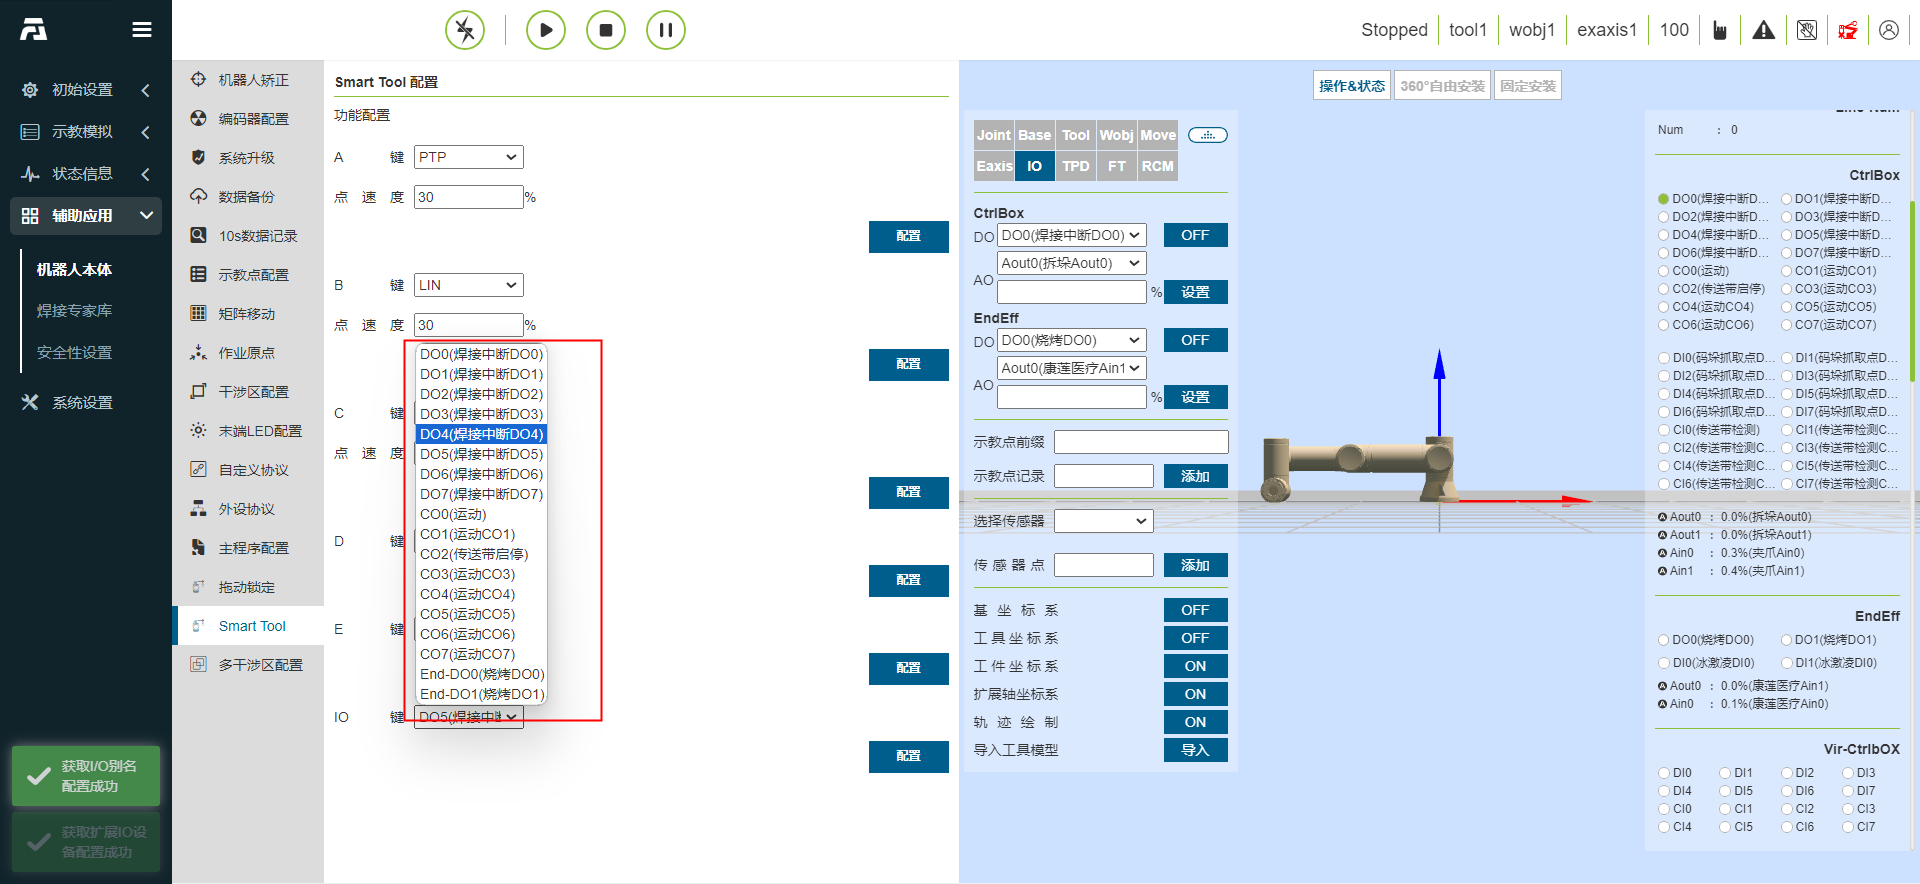 Stopped
tool1
wobj1
exaxis1
100
初始设置
示教模拟
状态信息
辅助应用
机器人本体
焊接专家库
安全性设置
系统设置
获取I/O别名
配置成功
获取扩展IO设
备配置成功
机器人矫正
编码器配置
系统升级
数据备份
10s数据记录
示教点配置
矩阵移动
作业原点
干涉区配置
末端LED配置
自定义协议
外设协议
主程序配置
拖动锁定
Smart Tool
多干涉区配置
Smart Tool 配置
功能配置
A 键 PTP
点 速 度 30 %
配置
B 键 LIN
点 速 度 30 %
配置
C 键
点 速 度
配置
D 键
配置
E 键
配置
IO 键 DO5(焊接中断
配置
DO0(焊接中断DO0)
DO1(焊接中断DO1)
DO2(焊接中断DO2)
DO3(焊接中断DO3)
DO4(焊接中断DO4)
DO5(焊接中断DO5)
DO6(焊接中断DO6)
DO7(焊接中断DO7)
CO0(运动)
CO1(运动CO1)
CO2(传送带启停)
CO3(运动CO3)
CO4(运动CO4)
CO5(运动CO5)
CO6(运动CO6)
CO7(运动CO7)
End-DO0(烧烤DO0)
End-DO1(烧烤DO1)
操作&状态 360°自由安装 固定安装
Joint Base Tool Wobj Move
Eaxis IO TPD FT RCM
CtrlBox
DO DO0(焊接中断DO0) OFF
Aout0(拆垛Aout0)
AO % 设置
EndEff
DO DO0(烧烤DO0) OFF
Aout0(康莲医疗Ain1
AO % 设置
示教点前缀
示教点记录 添加
选择传感器
传 感 器 点 添加
基 坐 标 系 OFF
工 具 坐 标 系 OFF
工 件 坐 标 系 ON
扩展轴坐标系 ON
轨 迹 绘 制 ON
导入工具模型 导入
Line Num
Num : 0
CtrlBox
DO0(焊接中断D... DO1(焊接中断D...
DO2(焊接中断D... DO3(焊接中断D...
DO4(焊接中断D... DO5(焊接中断D...
DO6(焊接中断D... DO7(焊接中断D...
CO0(运动) CO1(运动CO1)
CO2(传送带启停) CO3(运动CO3)
CO4(运动CO4) CO5(运动CO5)
CO6(运动CO6) CO7(运动CO7)
DI0(码垛抓取点D... DI1(码垛抓取点D...
DI2(码垛抓取点D... DI3(码垛抓取点D...
DI4(码垛抓取点D... DI5(码垛抓取点D...
DI6(码垛抓取点D... DI7(码垛抓取点D...
CI0(传送带检测) CI1(传送带检测C...
CI2(传送带检测C... CI3(传送带检测C...
CI4(传送带检测C... CI5(传送带检测C...
CI6(传送带检测C... CI7(传送带检测C...
Aout0 : 0.0%(拆垛Aout0)
Aout1 : 0.0%(拆垛Aout1)
Ain0 : 0.3%(夹爪Ain0)
Ain1 : 0.4%(夹爪Ain1)
EndEff
DO0(烧烤DO0) DO1(烧烤DO1)
DI0(冰激凌DI0) DI1(冰激凌DI0)
Aout0 : 0.0%(康莲医疗Ain1)
Ain0 : 0.1%(康莲医疗Ain0)
Vir-CtrlbOX
DI0 DI1 DI2 DI3
DI4 DI5 DI6 DI7
CI0 CI1 CI2 CI3
CI4 CI5 CI6 CI7